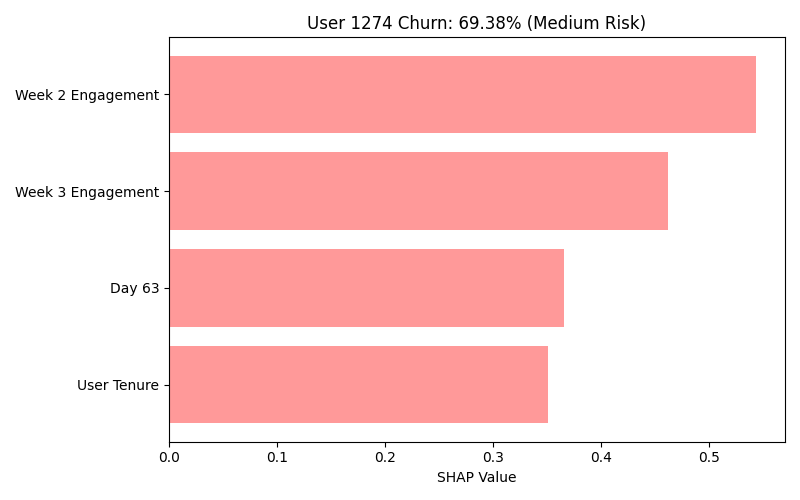 User 1274 Churn: 69.38% (Medium Risk)
Week 2 Engagement
Week 3 Engagement
Day 63
User Tenure
0.0 0.1 0.2 0.3 0.4 0.5
SHAP Value